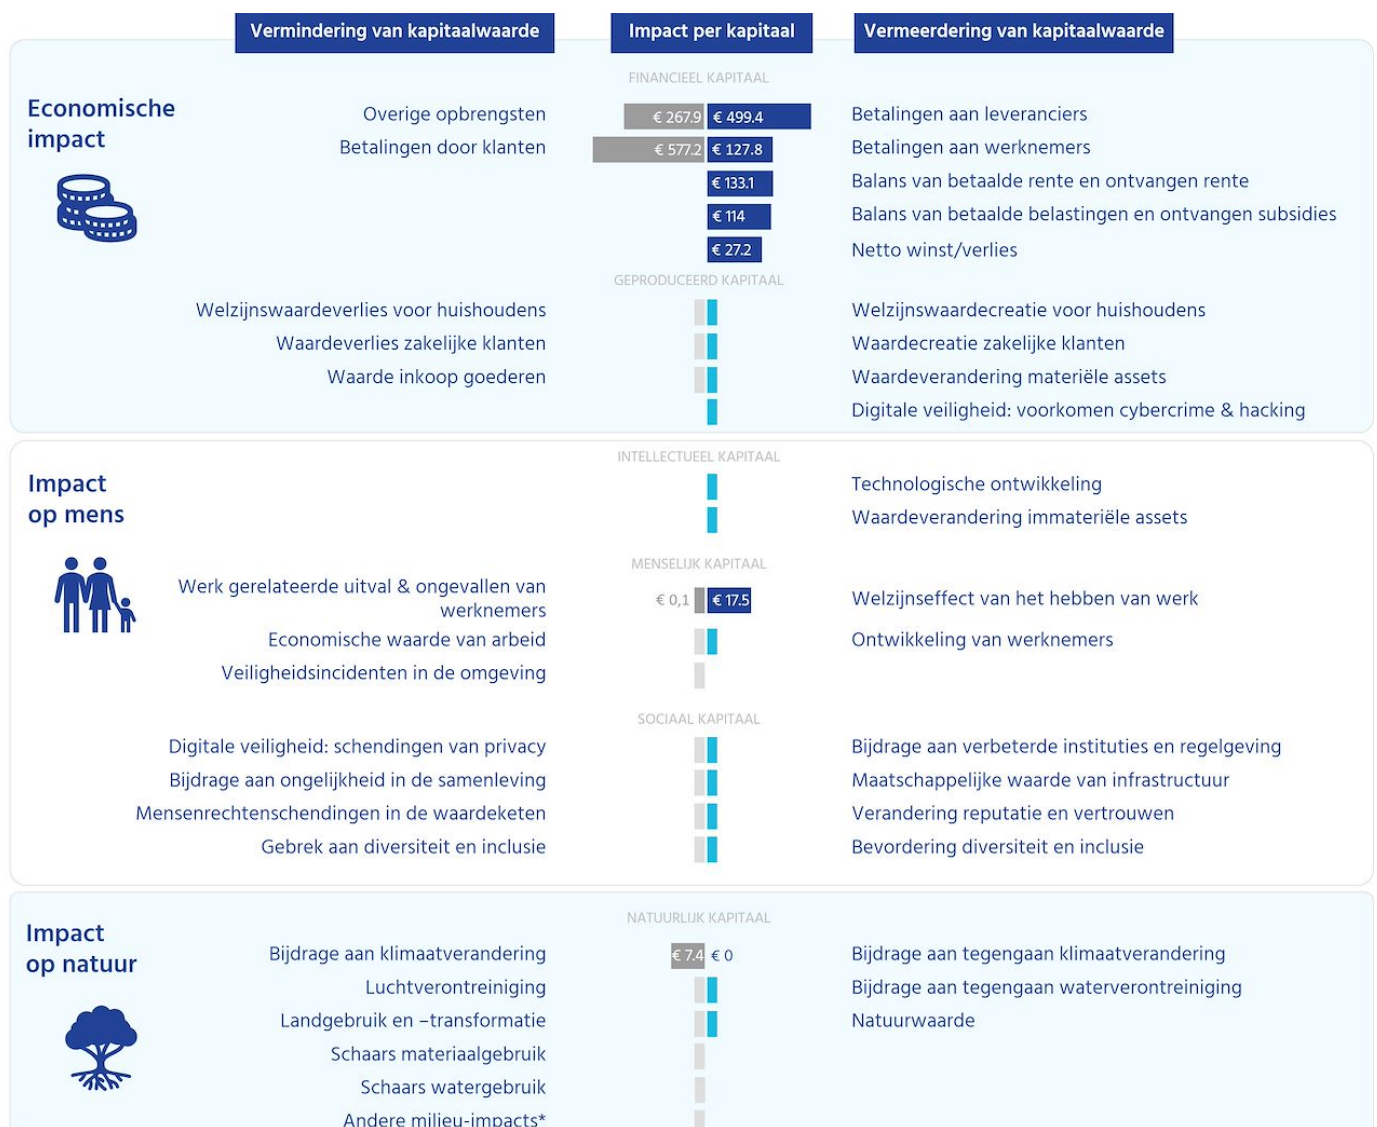 Vermindering van kapitaalwaarde
Impact per kapitaal
Vermeerdering van kapitaalwaarde
Economische
impact
FINANCIEEL KAPITAAL
Overige opbrengsten € 267.9 € 499.4 Betalingen aan leveranciers
Betalingen door klanten € 577.2 € 127.8 Betalingen aan werknemers
€ 133.1 Balans van betaalde rente en ontvangen rente
€ 114 Balans van betaalde belastingen en ontvangen subsidies
€ 27.2 Netto winst/verlies
GEPRODUCEERD KAPITAAL
Welzijnswaardeverlies voor huishoudens Welzijnswaardecreatie voor huishoudens
Waardeverlies zakelijke klanten Waardecreatie zakelijke klanten
Waarde inkoop goederen Waardeverandering materiële assets
Digitale veiligheid: voorkomen cybercrime & hacking
Impact
op mens
INTELLECTUEEL KAPITAAL
Technologische ontwikkeling
Waardeverandering immateriële assets
MENSELIJK KAPITAAL
Werk gerelateerde uitval & ongevallen van
werknemers
€ 0,1 € 17.5 Welzijnseffect van het hebben van werk
Economische waarde van arbeid Ontwikkeling van werknemers
Veiligheidsincidenten in de omgeving
SOCIAAL KAPITAAL
Digitale veiligheid: schendingen van privacy Bijdrage aan verbeterde instituties en regelgeving
Bijdrage aan ongelijkheid in de samenleving Maatschappelijke waarde van infrastructuur
Mensenrechtenschendingen in de waardeketen Verandering reputatie en vertrouwen
Gebrek aan diversiteit en inclusie Bevordering diversiteit en inclusie
Impact
op natuur
NATUURLIJK KAPITAAL
Bijdrage aan klimaatverandering € 7.4 € 0 Bijdrage aan tegengaan klimaatverandering
Luchtverontreiniging Bijdrage aan tegengaan waterverontreiniging
Landgebruik en –transformatie Natuurwaarde
Schaars materiaalgebruik
Schaars watergebruik
Andere milieu-impacts*